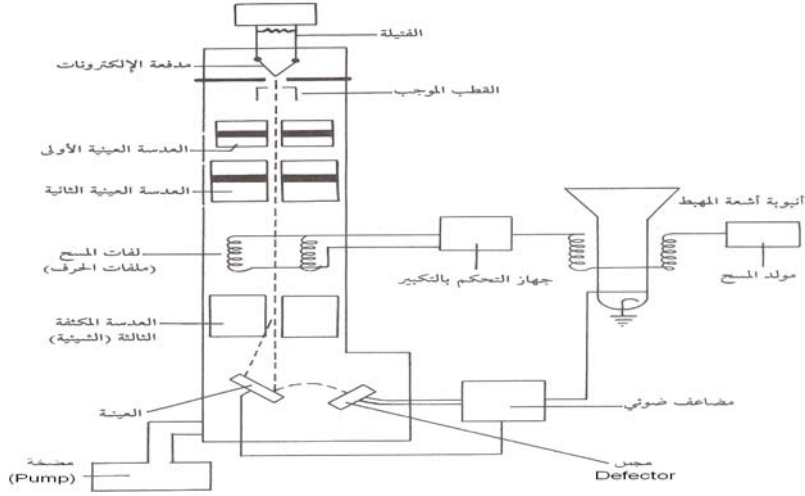 الفتيلة
مدفعة الإلكترونات
القطب الموجب
العدسة العينية الأولى
العدسة العينية الثانية
أنبوبة أشعة المهبط
لفات المسح
(ملفات الحرف)
جهاز التحكم بالتكبير
مولد المسح
العدسة المكثفة
الثالثة (الشيئية)
العينة
مضاعف ضوئي
مضخة
(Pump)
مجس
Defector